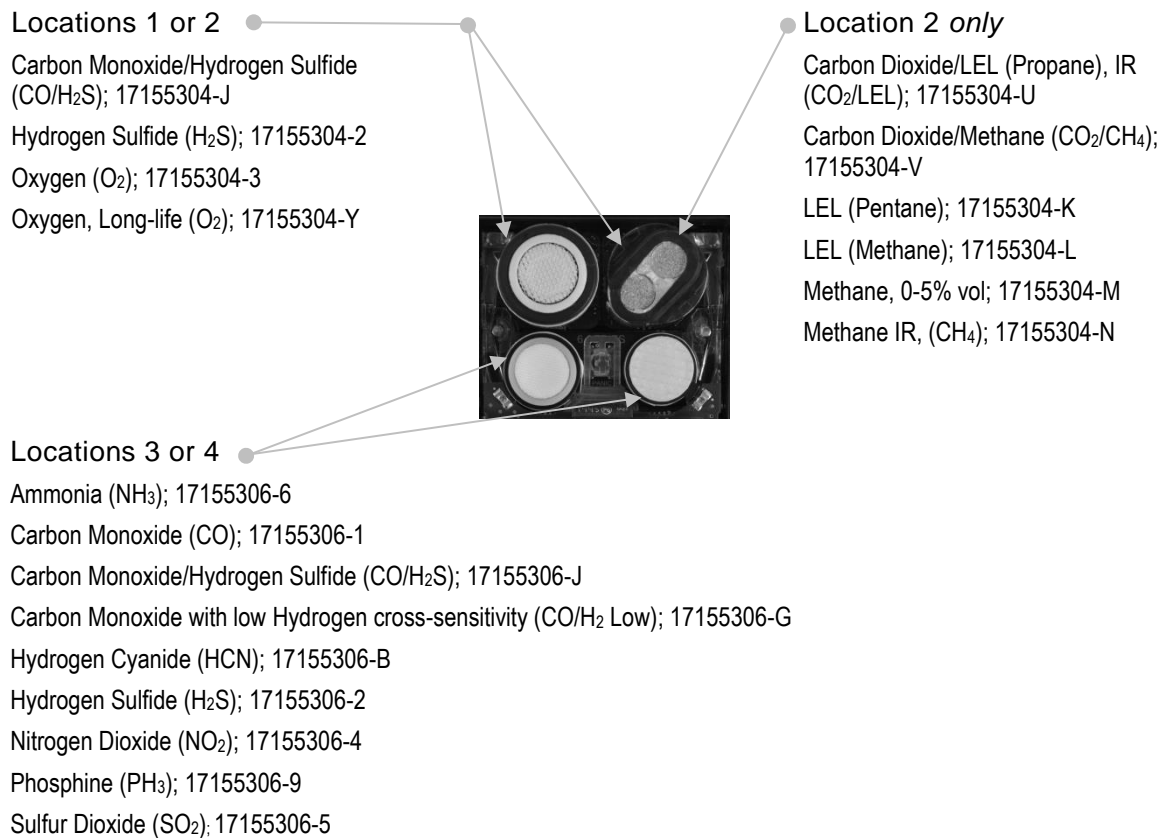 Locations 1 or 2
Carbon Monoxide/Hydrogen Sulfide
(CO/H₂S); 17155304-J
Hydrogen Sulfide (H₂S); 17155304-2
Oxygen (O₂); 17155304-3
Oxygen, Long-life (O₂); 17155304-Y
Location 2 only
Carbon Dioxide/LEL (Propane), IR
(CO₂/LEL); 17155304-U
Carbon Dioxide/Methane (CO₂/CH₄);
17155304-V
LEL (Pentane); 17155304-K
LEL (Methane); 17155304-L
Methane, 0-5% vol; 17155304-M
Methane IR, (CH₄); 17155304-N
Locations 3 or 4
Ammonia (NH₃); 17155306-6
Carbon Monoxide (CO); 17155306-1
Carbon Monoxide/Hydrogen Sulfide (CO/H₂S); 17155306-J
Carbon Monoxide with low Hydrogen cross-sensitivity (CO/H₂ Low); 17155306-G
Hydrogen Cyanide (HCN); 17155306-B
Hydrogen Sulfide (H₂S); 17155306-2
Nitrogen Dioxide (NO₂); 17155306-4
Phosphine (PH₃); 17155306-9
Sulfur Dioxide (SO₂); 17155306-5